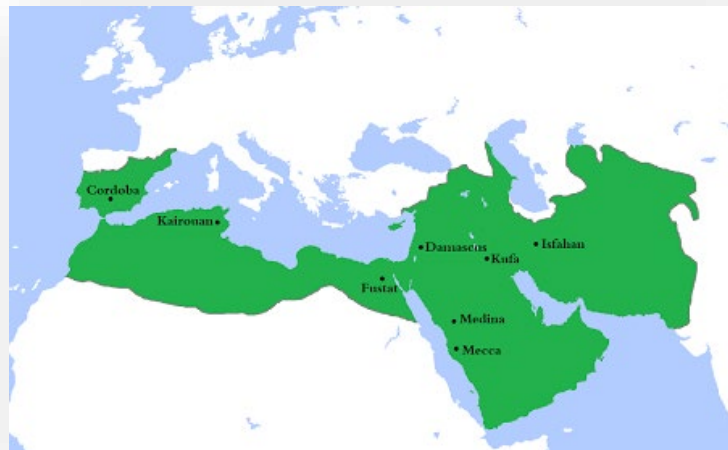 Cordoba
Kairouan
Damascus
Isfahan
Kufa
Fustat
Medina
Mecca